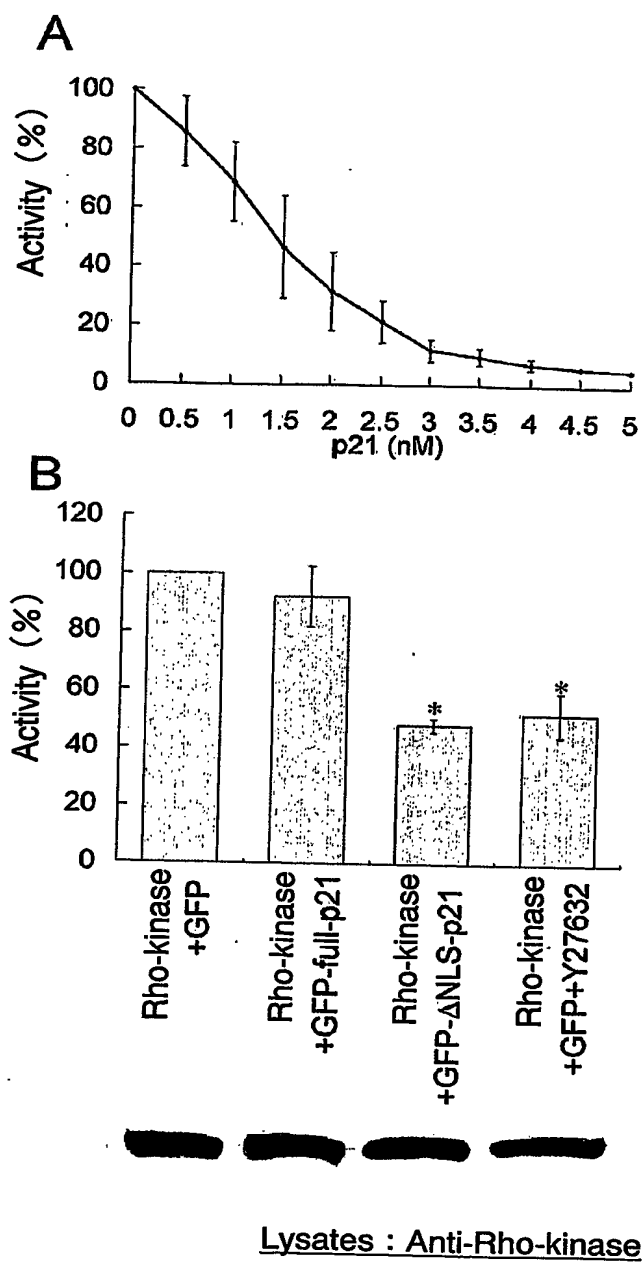 A
Activity (%)
100
80
60
40
20
0
0 0.5 1 1.5 2 2.5 3 3.5 4 4.5 5
p21 (nM)
B
Activity (%)
120
100
80
60
40
20
0
Rho-kinase
+GFP
Rho-kinase
+GFP-full-p21
*
Rho-kinase
+GFP-ΔNLS-p21
*
Rho-kinase
+GFP+Y27632
Lysates : Anti-Rho-kinase